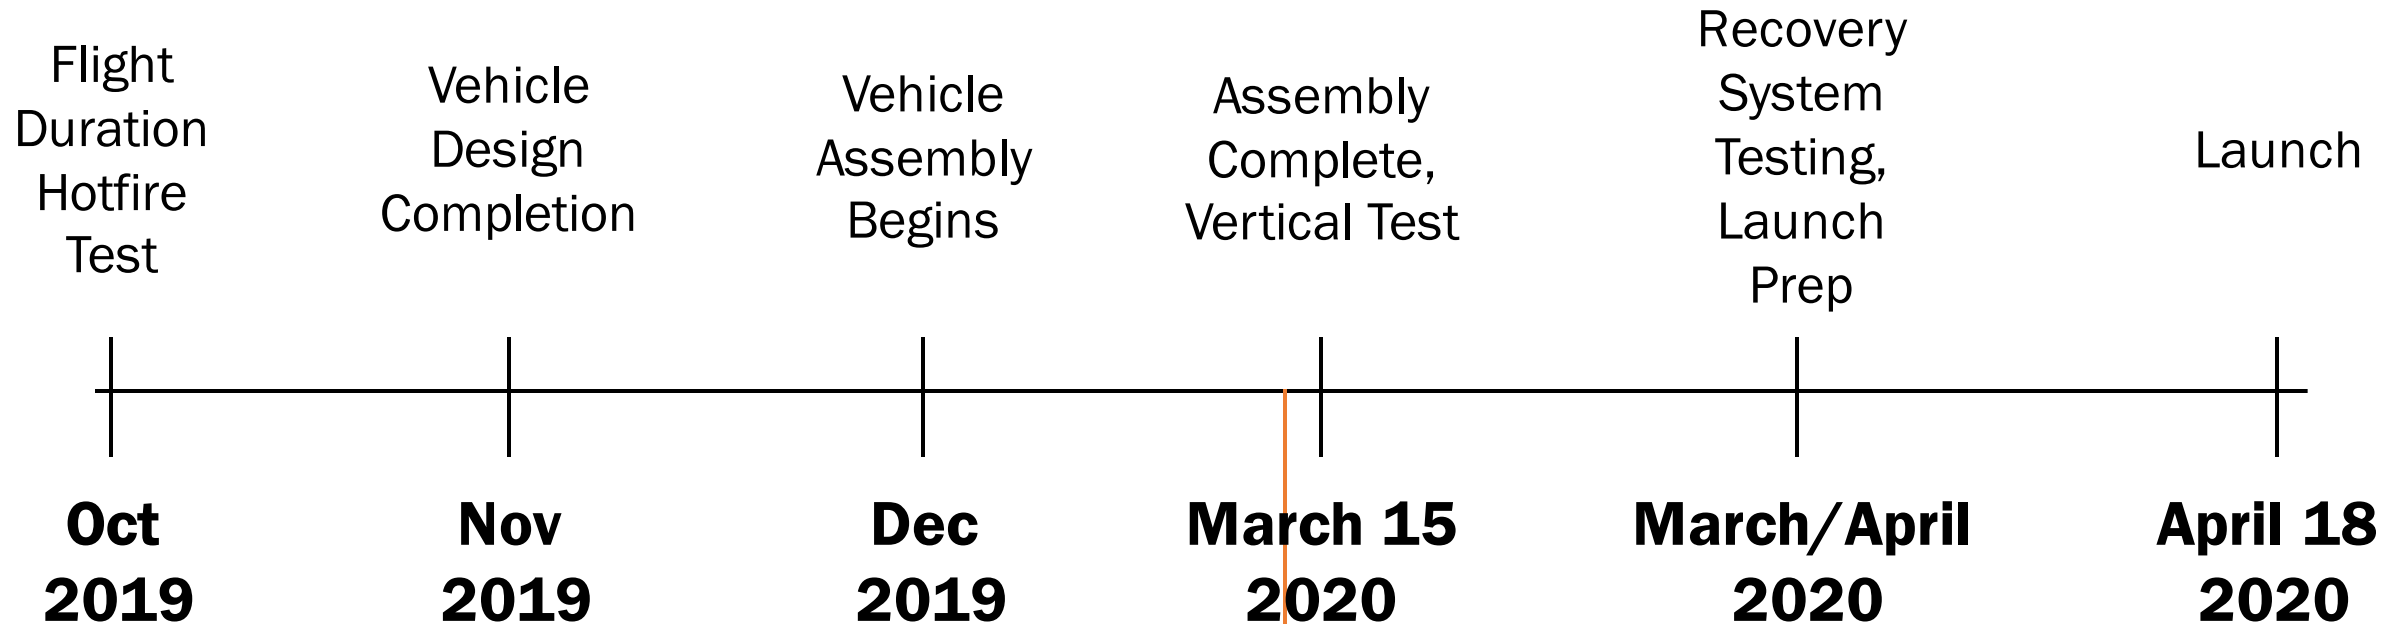 Flight
Duration
Hotfire
Test
Vehicle
Design
Completion
Vehicle
Assembly
Begins
Assembly
Complete,
Vertical Test
Recovery
System
Testing,
Launch
Prep
Launch
Oct
2019
Nov
2019
Dec
2019
March 15
2020
March/April
2020
April 18
2020